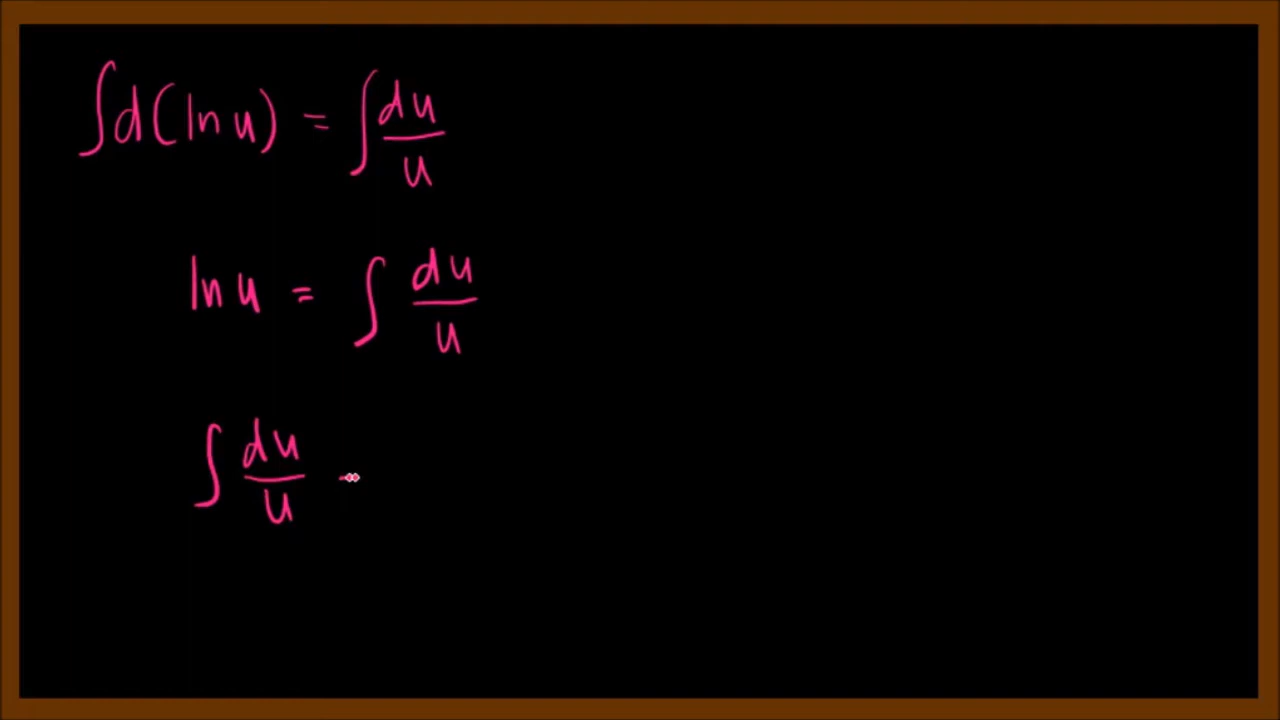 ∫d(ln u) = ∫du/u
ln u = ∫ du/u
∫ du/u -